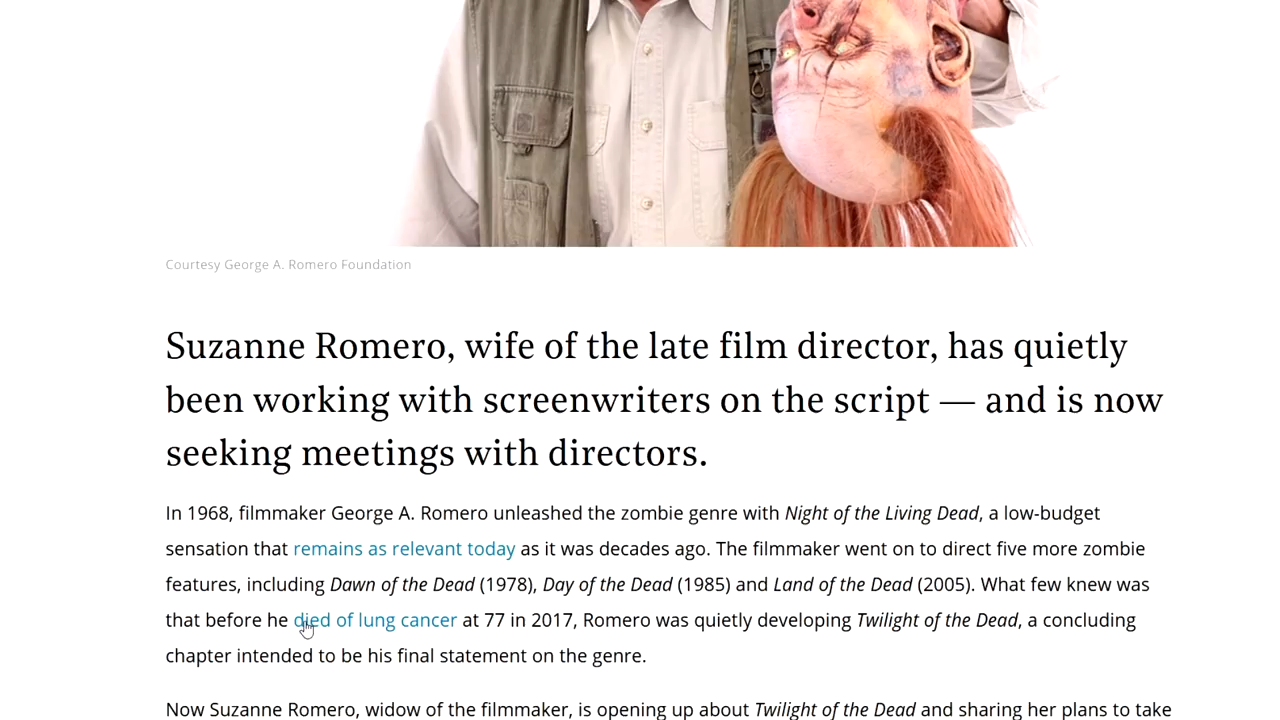 Courtesy George A. Romero Foundation
Suzanne Romero, wife of the late film director, has quietly
been working with screenwriters on the script — and is now
seeking meetings with directors.
In 1968, filmmaker George A. Romero unleashed the zombie genre with Night of the Living Dead, a low-budget
sensation that remains as relevant today as it was decades ago. The filmmaker went on to direct five more zombie
features, including Dawn of the Dead (1978), Day of the Dead (1985) and Land of the Dead (2005). What few knew was
that before he died of lung cancer at 77 in 2017, Romero was quietly developing Twilight of the Dead, a concluding
chapter intended to be his final statement on the genre.
Now Suzanne Romero, widow of the filmmaker, is opening up about Twilight of the Dead and sharing her plans to take